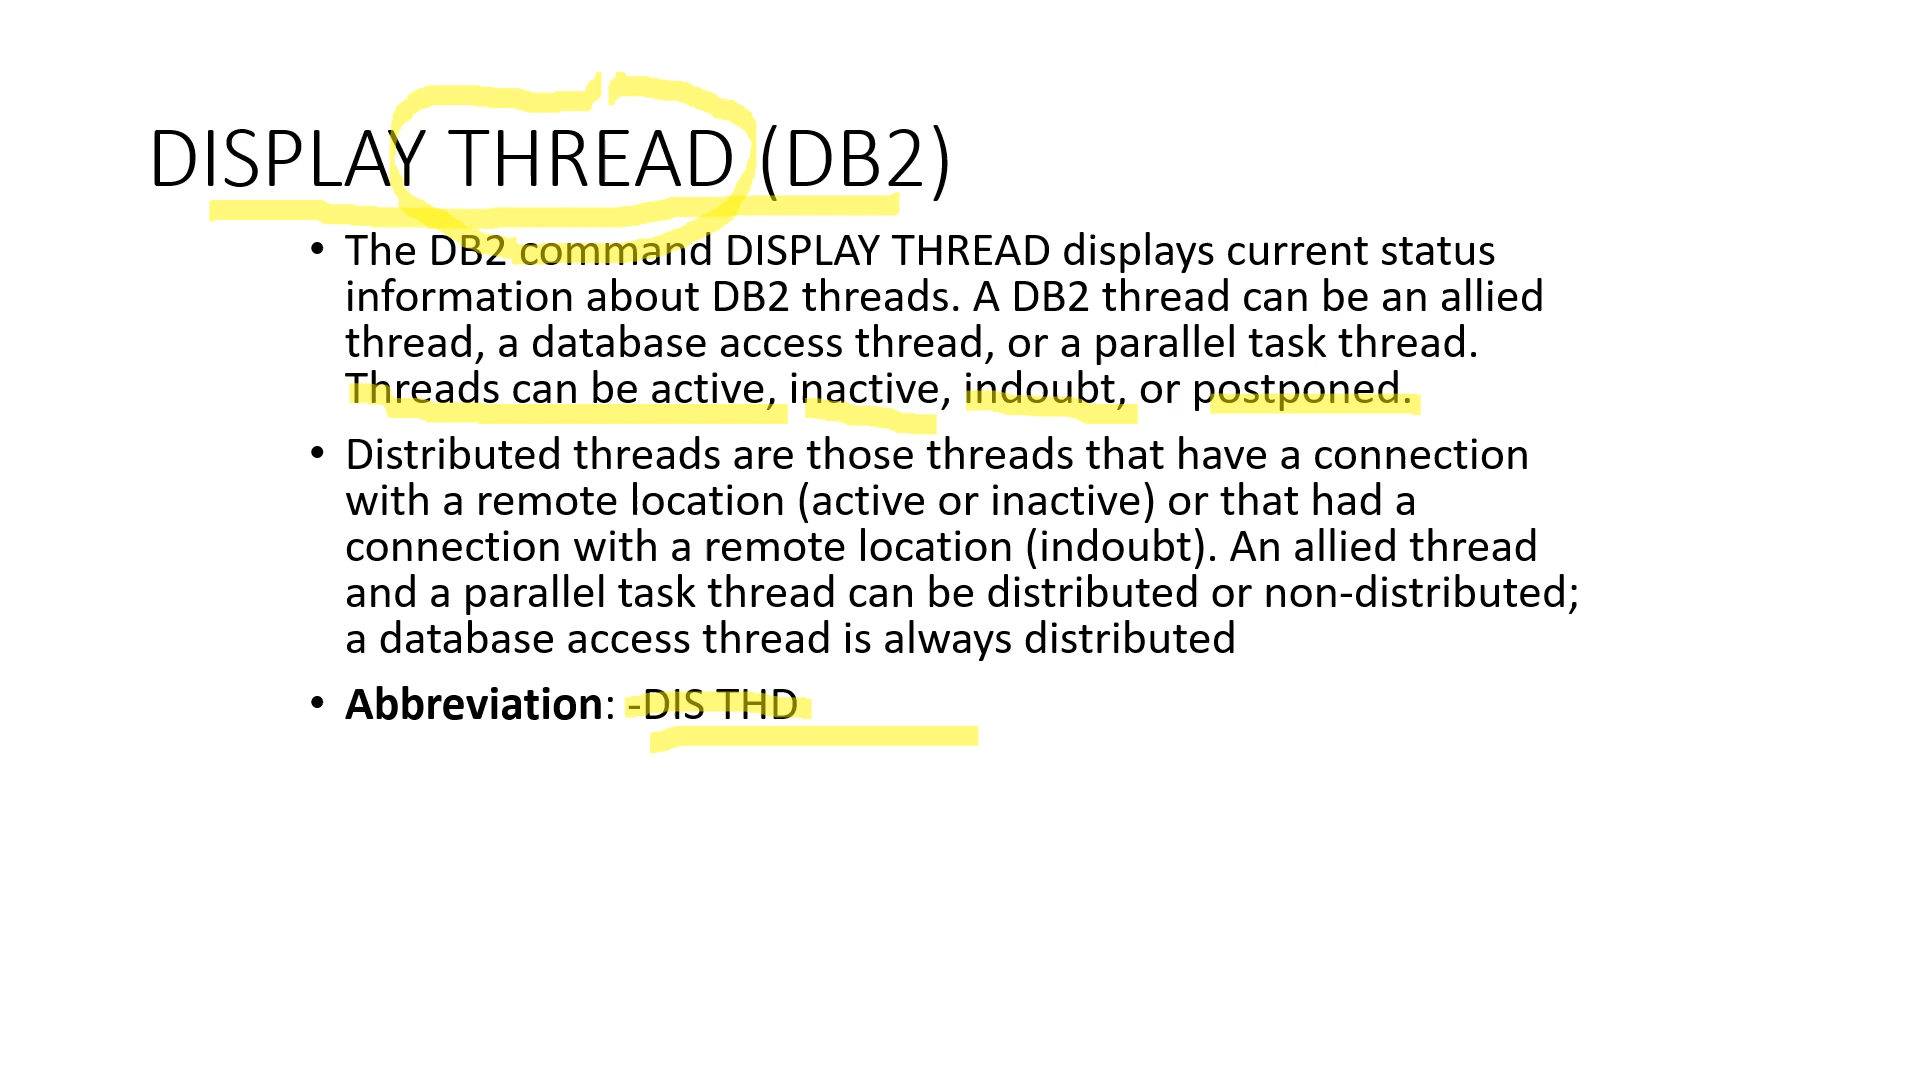 DISPLAY THREAD (DB2)
• The DB2 command DISPLAY THREAD displays current status
information about DB2 threads. A DB2 thread can be an allied
thread, a database access thread, or a parallel task thread.
Threads can be active, inactive, indoubt, or postponed.
• Distributed threads are those threads that have a connection
with a remote location (active or inactive) or that had a
connection with a remote location (indoubt). An allied thread
and a parallel task thread can be distributed or non-distributed;
a database access thread is always distributed
• Abbreviation: -DIS THD